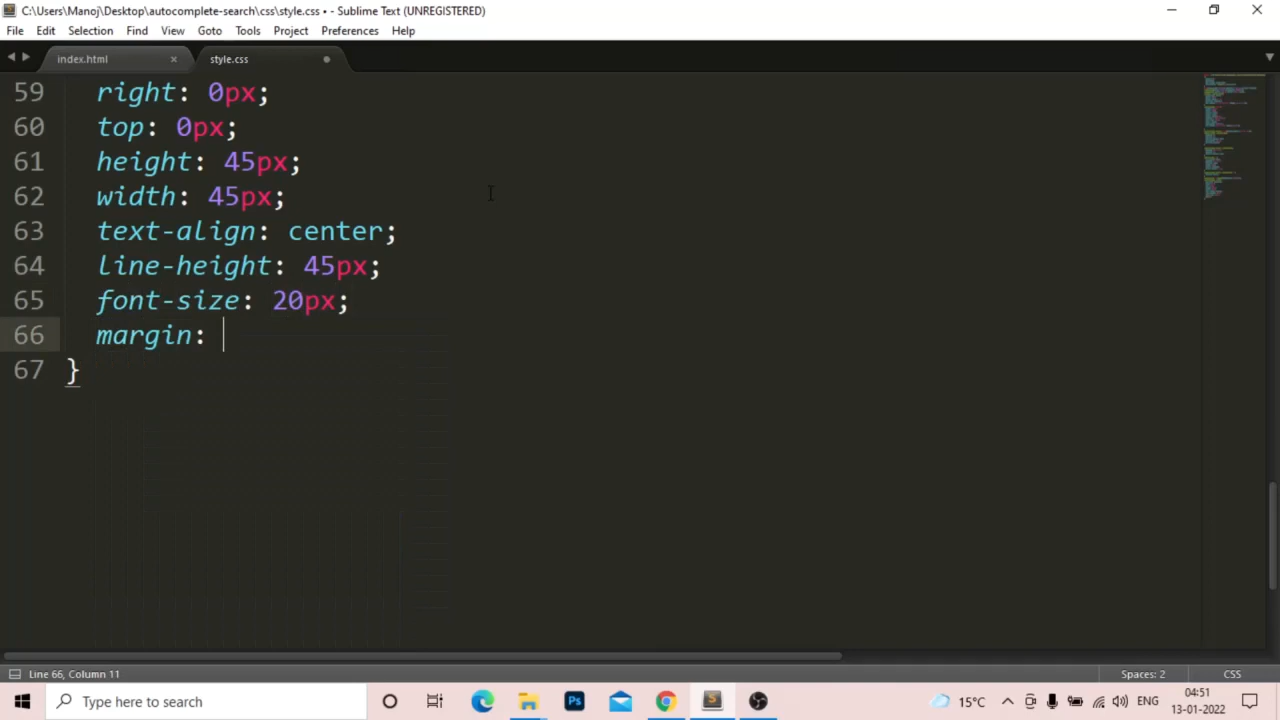 C:\Users\Manoj\Desktop\autocomplete-search\css\style.css • - Sublime Text (UNREGISTERED)
File Edit Selection Find View Goto Tools Project Preferences Help
index.html × style.css
59 right: 0px;
60 top: 0px;
61 height: 45px;
62 width: 45px;
63 text-align: center;
64 line-height: 45px;
65 font-size: 20px;
66 margin:
67 }
Line 66, Column 11 Spaces: 2 CSS
Type here to search Ps 15°C ENG 04:51
13-01-2022